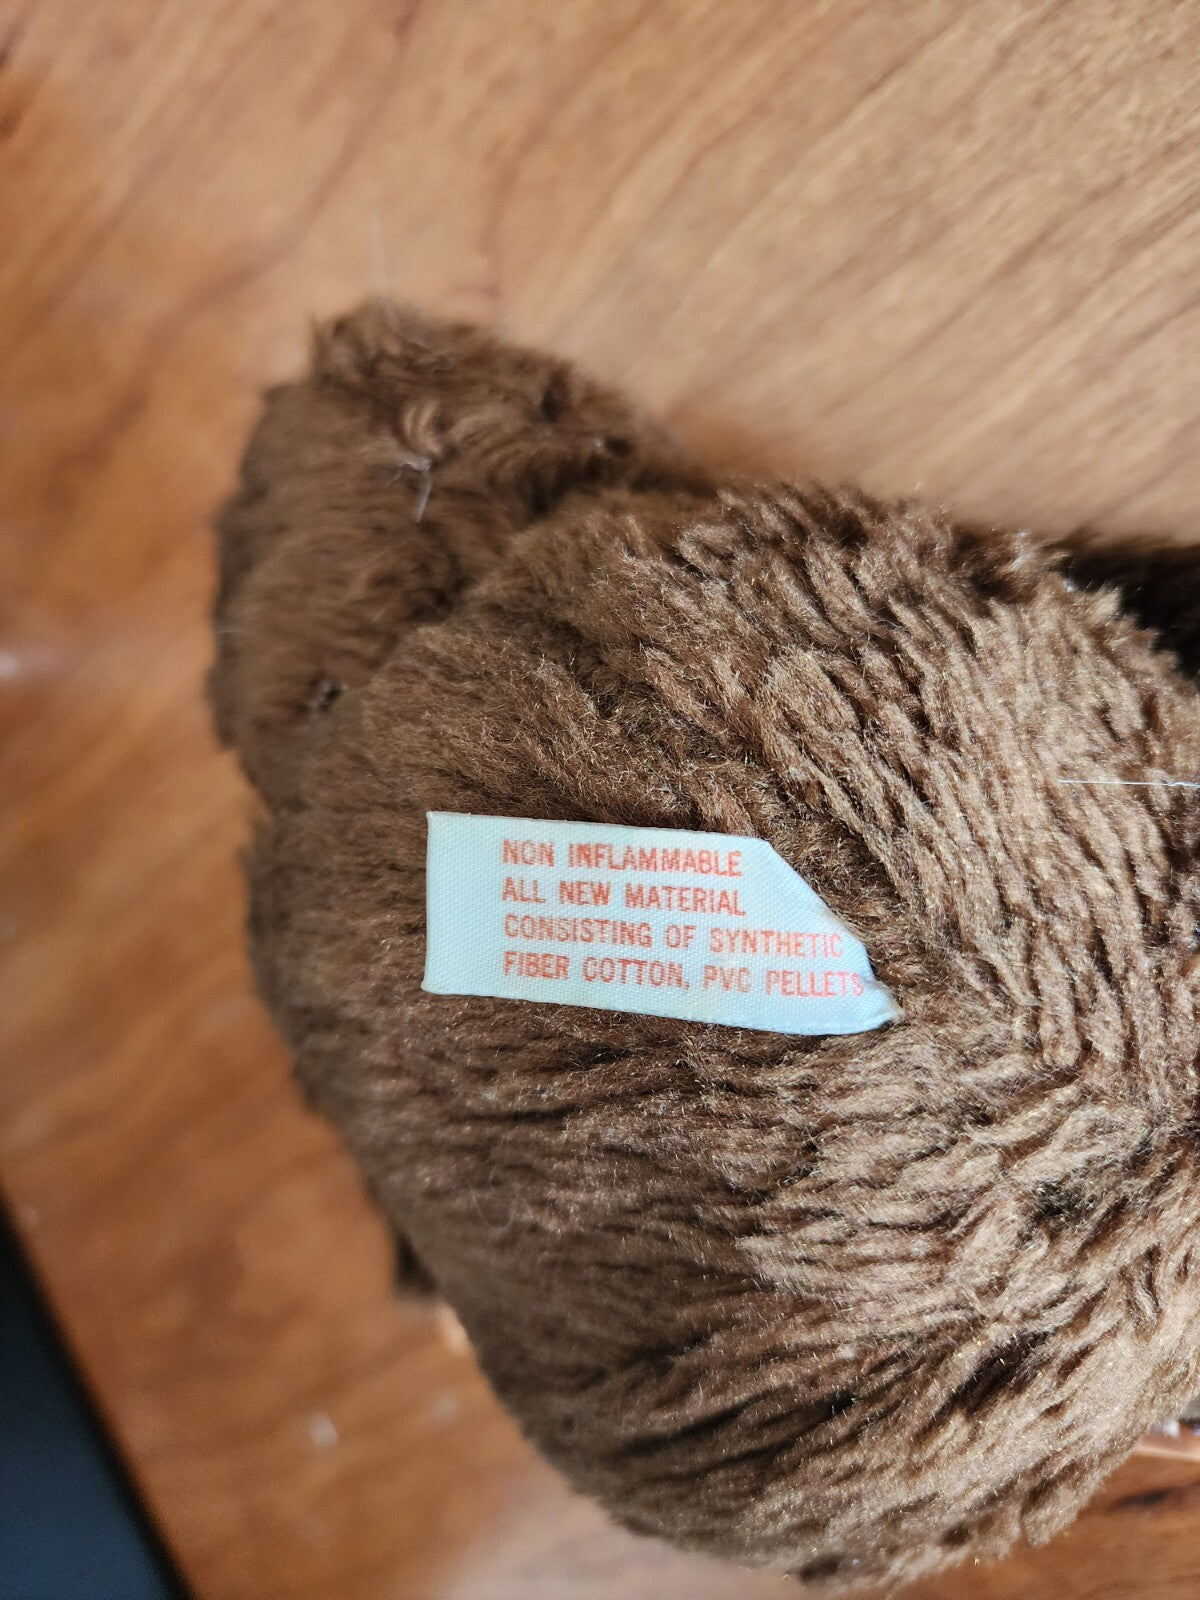 NON INFLAMMABLE
ALL NEW MATERIAL
CONSISTING OF SYNTHETIC
FIBER COTTON, PVC PELLETS